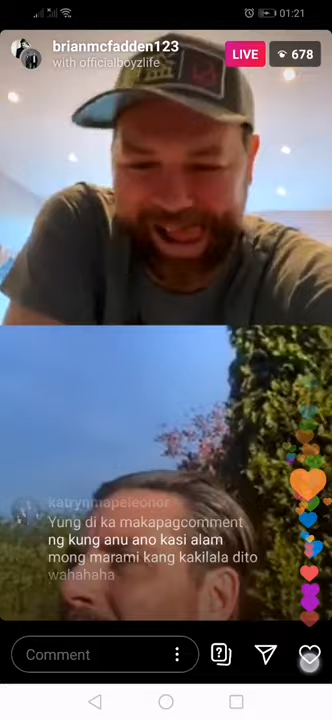 01:21
brianmcfadden123
with officialboyzlife
LIVE
678
katrynmapeleonor
Yung di ka makapagcomment
ng kung anu ano kasi alam
mong marami kang kakilala dito
wahahaha
Comment